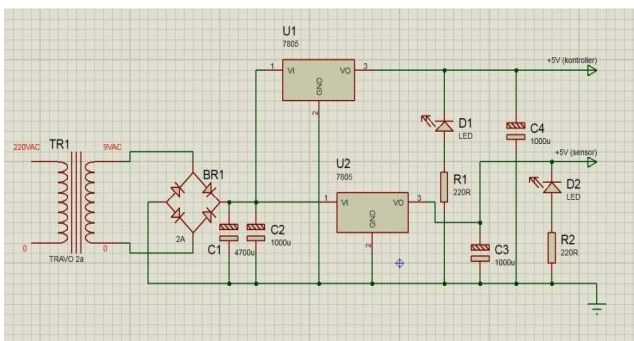 U1
7805
1
VI
VO
3
GND
2
+5V (kontroller)
220VAC
TR1
9VAC
0
0
TRAVO 2a
BR1
2A
C1
4700u
C2
1000u
U2
7805
1
VI
VO
3
GND
2
D1
LED
R1
220R
C4
1000u
+5V (sensor)
D2
LED
C3
1000u
R2
220R